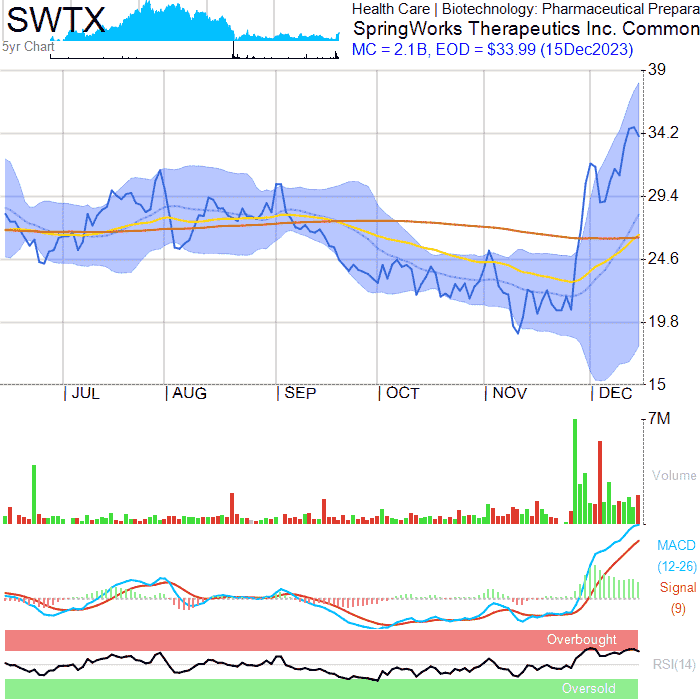 SWTX
Health Care | Biotechnology: Pharmaceutical Prepara
SpringWorks Therapeutics Inc. Common
MC = 2.1B, EOD = $33.99 (15Dec2023)
5yr Chart
39
34.2
29.4
24.6
19.8
15
| JUL | AUG | SEP | OCT | NOV | DEC
7M
Volume
MACD
(12-26)
Signal
(9)
Overbought
RSI(14)
Oversold